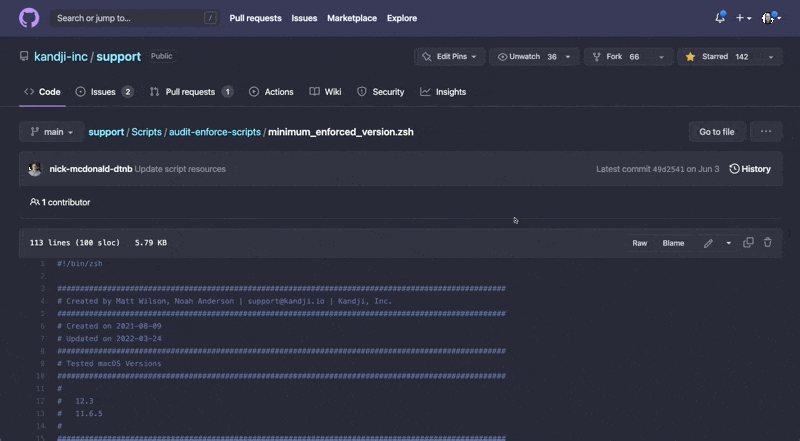 Search or jump to... / Pull requests Issues Marketplace Explore
kandji-inc / support Public Edit Pins Unwatch 36 Fork 66 Starred 142
Code Issues 2 Pull requests 1 Actions Wiki Security Insights
main support / Scripts / audit-enforce-scripts / minimum_enforced_version.zsh Go to file ...
nick-mcdonald-dtnb Update script resources Latest commit 49d2541 on Jun 3 History
1 contributor
113 lines (100 sloc) 5.79 KB Raw Blame
1 #!/bin/zsh
2
3 ###################################################################################################
4 # Created by Matt Wilson, Noah Anderson | support@kandji.io | Kandji, Inc.
5 ###################################################################################################
6 # Created on 2021-08-09
7 # Updated on 2022-03-24
8 ###################################################################################################
9 # Tested macOS Versions
10 ###################################################################################################
11 #
12 # 12.3
13 # 11.6.5
14 #
15 ###################################################################################################